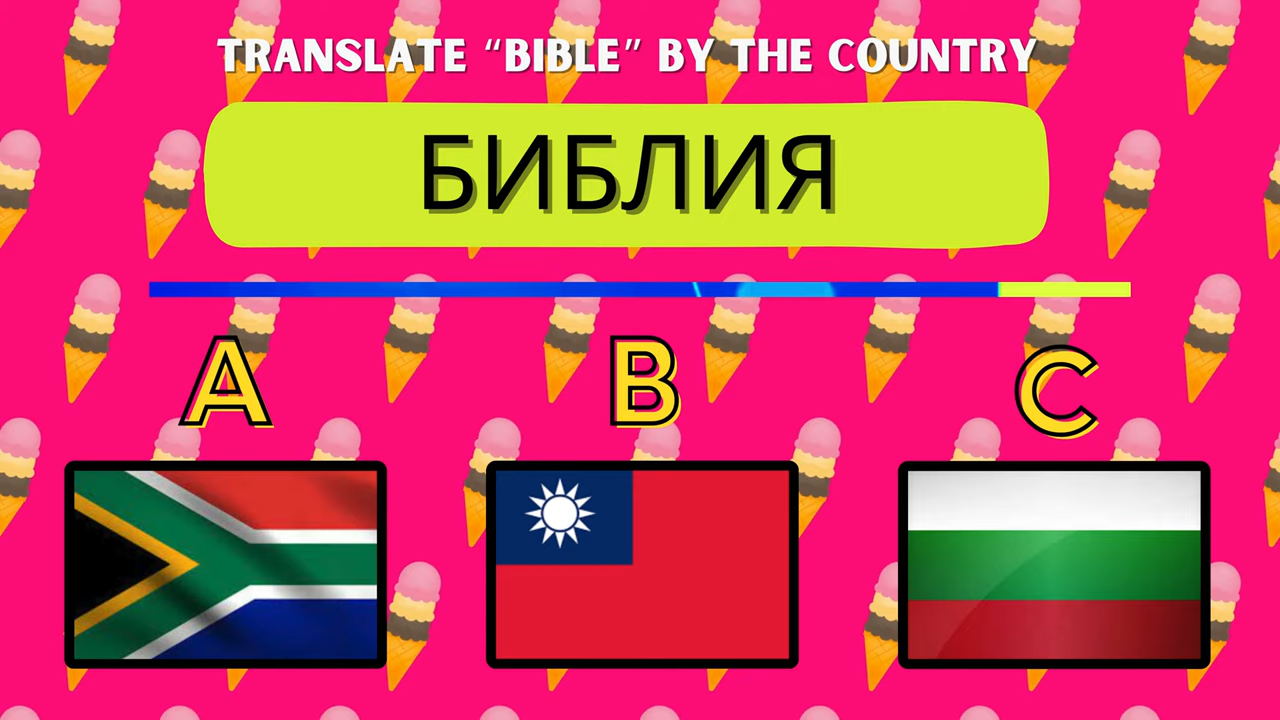 TRANSLATE “BIBLE” BY THE COUNTRY
БИБЛИЯ
A
B
C